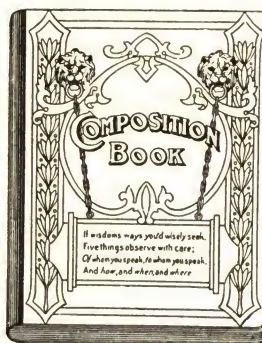 COMPOSITION
BOOK
If wisdoms ways you'd wisely seek.
Five things observe with care;
Of whom you speak, to whom you speak.
And how, and when, and where